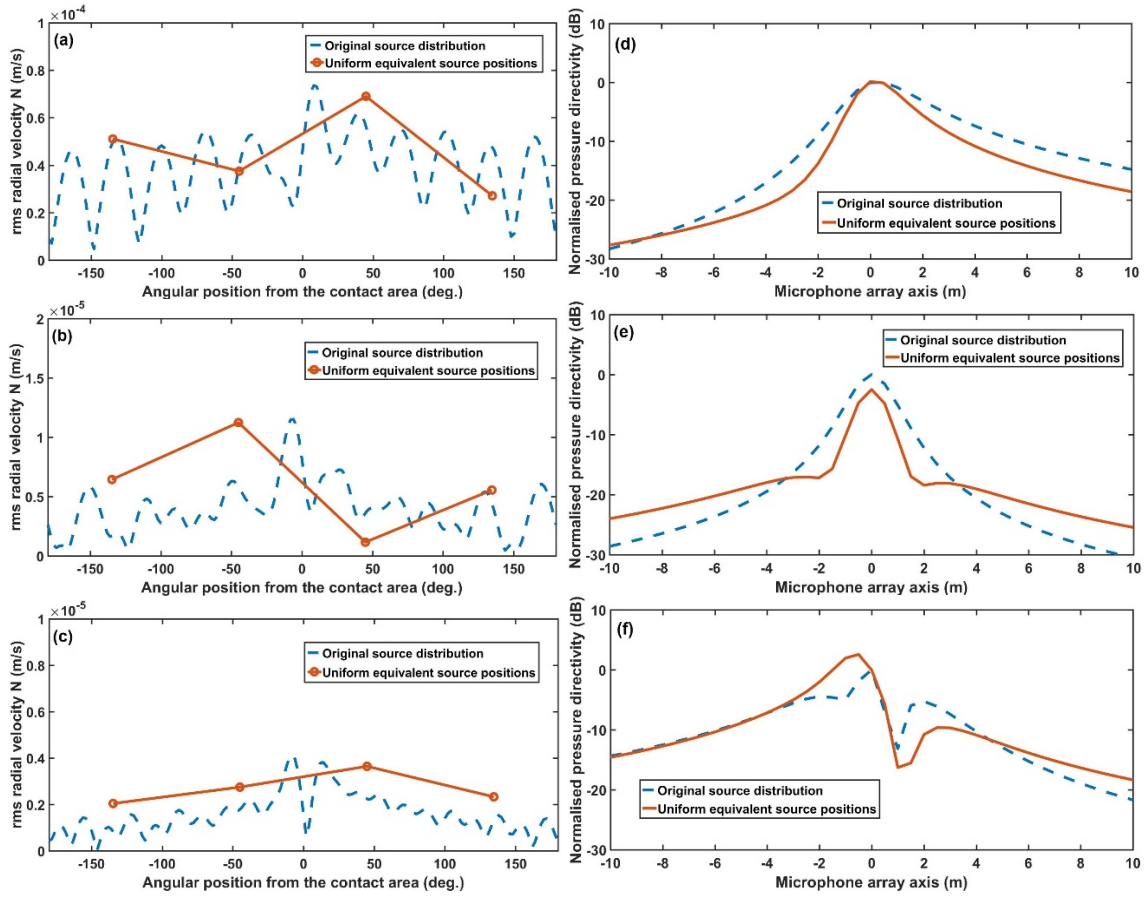 ×10⁻⁴
(a)
rms radial velocity N (m/s)
1
0.8
0.6
0.4
0.2
0
Original source distribution
Uniform equivalent source positions
-150 -100 -50 0 50 100 150
Angular position from the contact area (deg.)
(d)
Normalised pressure directivity (dB)
10
0
-10
-20
-30
Original source distribution
Uniform equivalent source positions
-10 -8 -6 -4 -2 0 2 4 6 8 10
Microphone array axis (m)
×10⁻⁵
(b)
rms radial velocity N (m/s)
2
1.5
1
0.5
0
Original source distribution
Uniform equivalent source positions
-150 -100 -50 0 50 100 150
Angular position from the contact area (deg.)
(e)
Normalised pressure directivity (dB)
10
0
-10
-20
-30
Original source distribution
Uniform equivalent source positions
-10 -8 -6 -4 -2 0 2 4 6 8 10
Microphone array axis (m)
×10⁻⁵
(c)
rms radial velocity N (m/s)
1
0.8
0.6
0.4
0.2
0
Original source distribution
Uniform equivalent source positions
-150 -100 -50 0 50 100 150
Angular position from the contact area (deg.)
(f)
Normalised pressure directivity (dB)
10
0
-10
-20
-30
Original source distribution
Uniform equivalent source positions
-10 -8 -6 -4 -2 0 2 4 6 8 10
Microphone array axis (m)